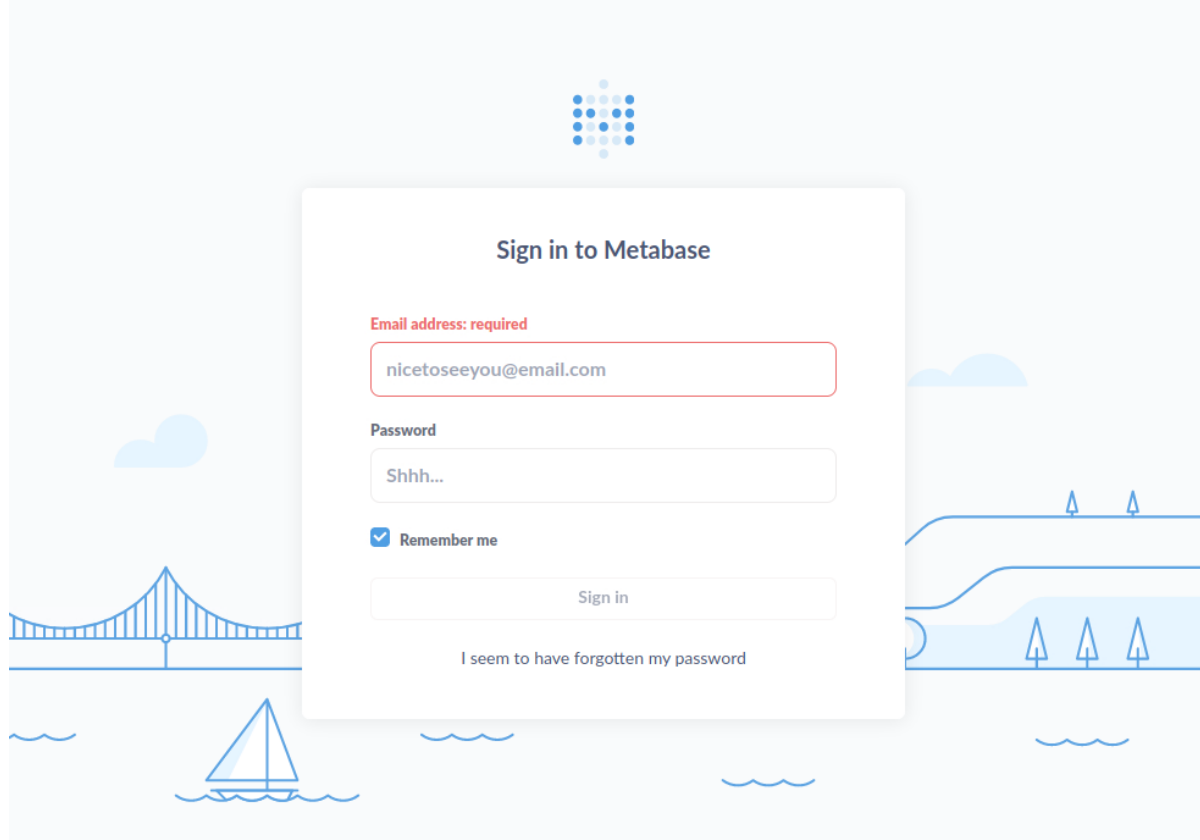 Sign in to Metabase
Email address: required
nicetoseeyou@email.com
Password
Shhh...
Remember me
Sign in
I seem to have forgotten my password